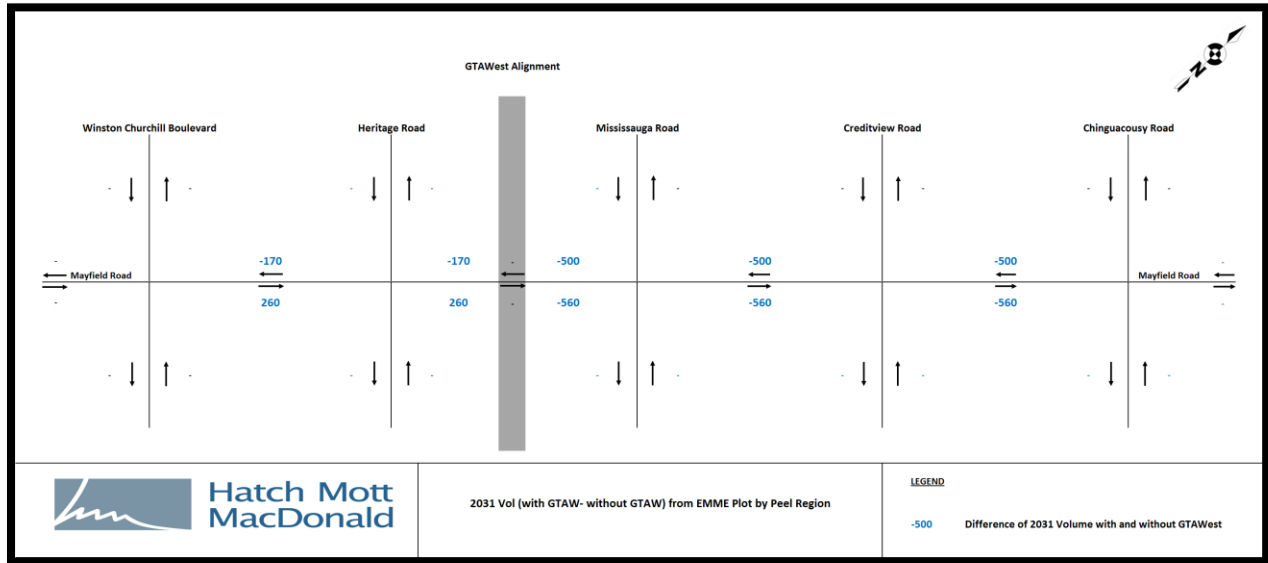 GTAWest Alignment
N
Winston Churchill Boulevard Heritage Road Mississauga Road Creditview Road Chinguacousy Road
- - - - - - - - - -
- -170 -170 - -500 -500 -500 -
Mayfield Road Mayfield Road
- 260 260 - -560 -560 -560 -
- - - - - - - - - -
Hatch Mott
MacDonald
2031 Vol (with GTAW- without GTAW) from EMME Plot by Peel Region
LEGEND
-500 Difference of 2031 Volume with and without GTAWest